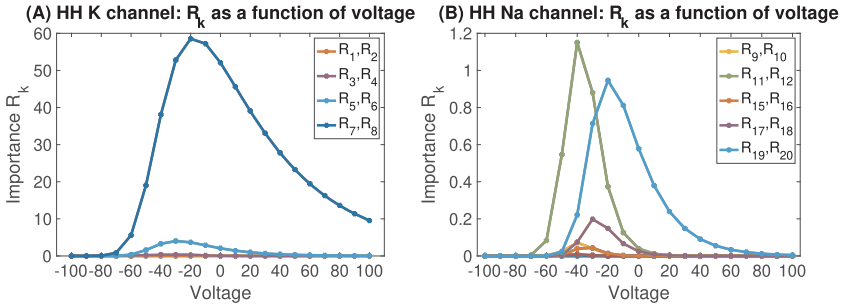 (A) HH K channel: Rk as a function of voltage
60
50
40
30
20
10
0
Importance Rk
R1,R2
R3,R4
R5,R6
R7,R8
-100 -80 -60 -40 -20 0 20 40 60 80 100
Voltage
(B) HH Na channel: Rk as a function of voltage
1.2
1
0.8
0.6
0.4
0.2
0
Importance Rk
R9,R10
R11,R12
R15,R16
R17,R18
R19,R20
-100 -80 -60 -40 -20 0 20 40 60 80 100
Voltage